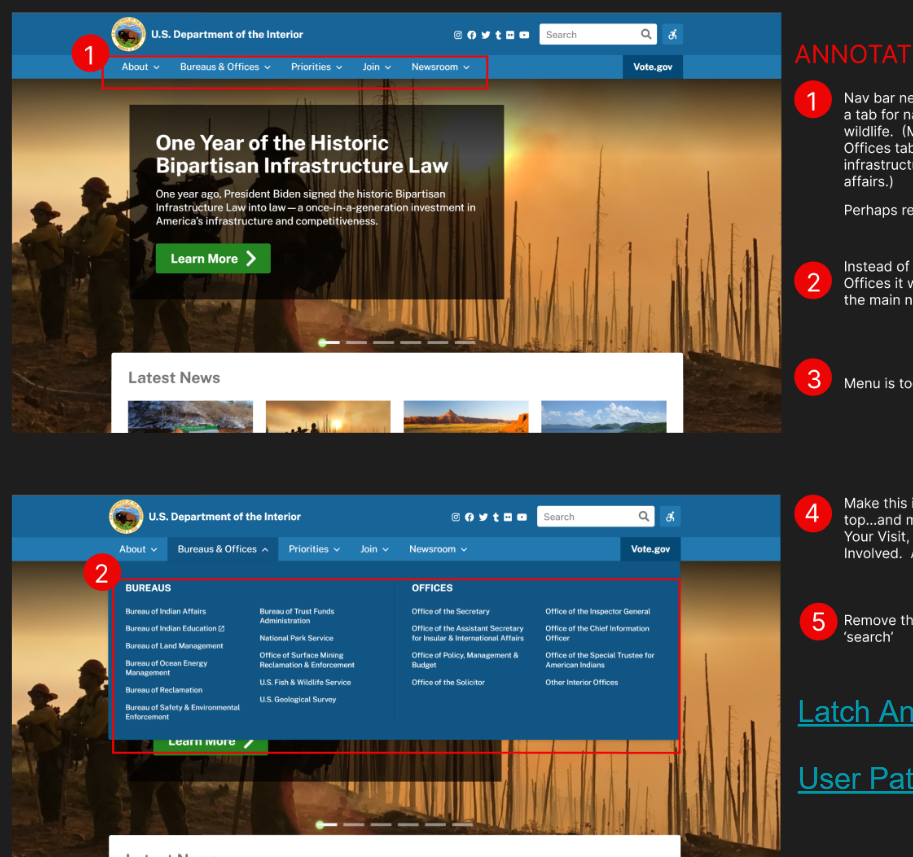 U.S. Department of the Interior
Search
1
About
Bureaus & Offices
Priorities
Join
Newsroom
Vote.gov
One Year of the Historic
Bipartisan Infrastructure Law
One year ago, President Biden signed the historic Bipartisan
Infrastructure Law into law—a once-in-a-generation investment in
America's infrastructure and competitiveness.
Learn More
Latest News
ANNOTAT
1
Nav bar ne
a tab for na
wildlife. (M
Offices tab
infrastructu
affairs.)
Perhaps re
2
Instead of
Offices it w
the main n
3
Menu is to
U.S. Department of the Interior
Search
About
Bureaus & Offices
Priorities
Join
Newsroom
Vote.gov
2
BUREAUS
Bureau of Indian Affairs
Bureau of Indian Education
Bureau of Land Management
Bureau of Ocean Energy
Management
Bureau of Reclamation
Bureau of Safety & Environmental
Enforcement
Bureau of Trust Funds
Administration
National Park Service
Office of Surface Mining
Reclamation & Enforcement
U.S. Fish & Wildlife Service
U.S. Geological Survey
OFFICES
Office of the Secretary
Office of the Assistant Secretary
for Insular & International Affairs
Office of Policy, Management &
Budget
Office of the Solicitor
Office of the Inspector General
Office of the Chief Information
Officer
Office of the Special Trustee for
American Indians
Other Interior Offices
Learn More
Latest News
4
Make this i
top...and m
Your Visit,
Involved. A
5
Remove th
'search'
Latch An
User Pat